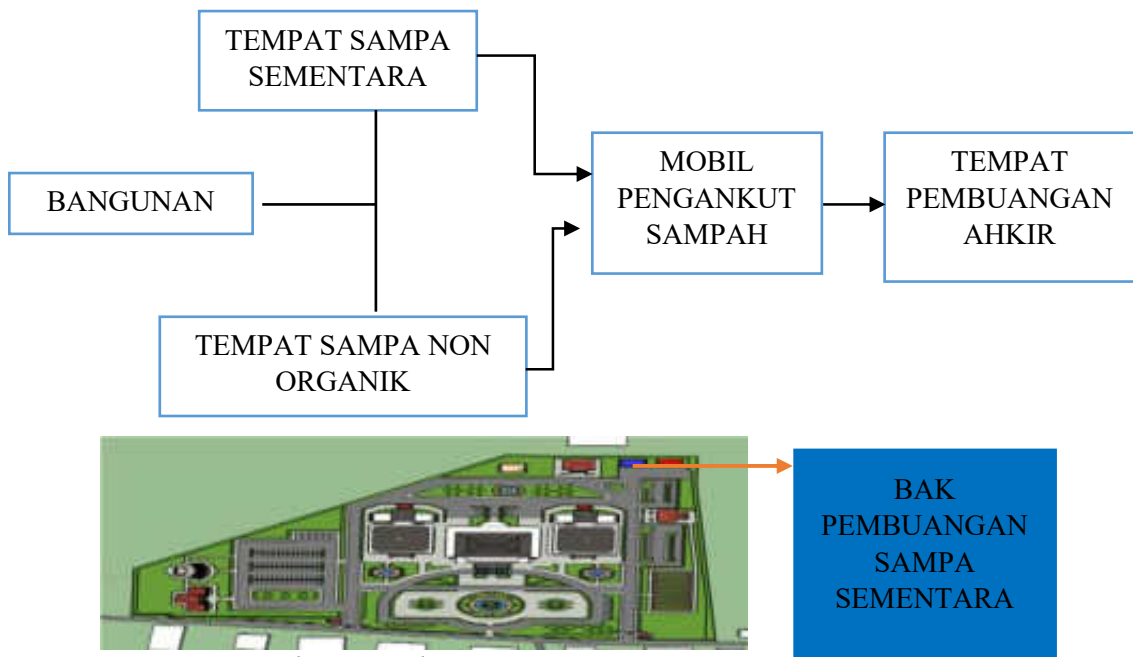 TEMPAT SAMPA
SEMENTARA
BANGUNAN
MOBIL
PENGANKUT
SAMPAH
TEMPAT
PEMBUANGAN
AHKIR
TEMPAT SAMPA NON
ORGANIK
BAK
PEMBUANGAN
SAMPA
SEMENTARA